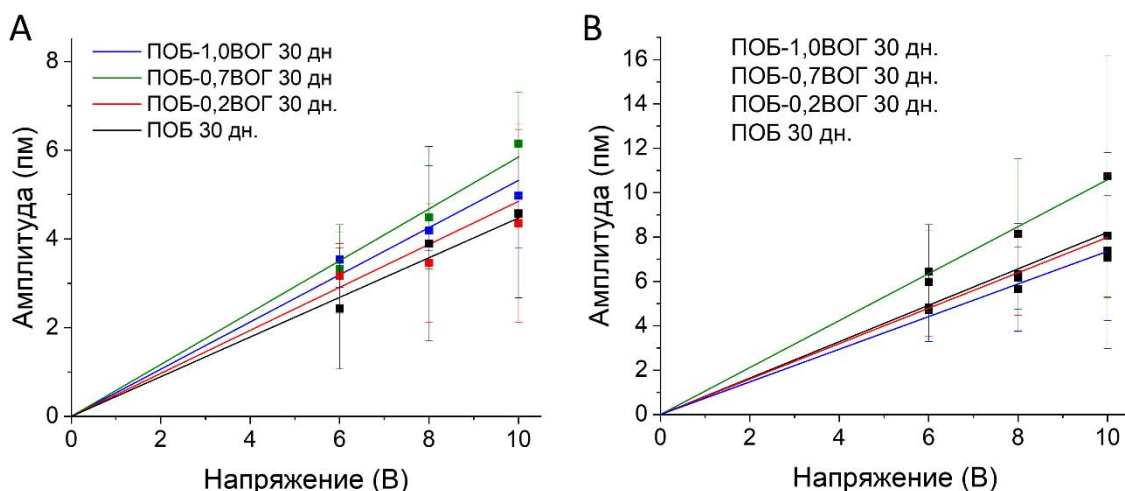 A
ПОБ-1,0ВОГ 30 дн
ПОБ-0,7ВОГ 30 дн
ПОБ-0,2ВОГ 30 дн.
ПОБ 30 дн.
Амплитуда (пм)
8
6
4
2
0
0 2 4 6 8 10
Напряжение (В)
B
ПОБ-1,0ВОГ 30 дн.
ПОБ-0,7ВОГ 30 дн.
ПОБ-0,2ВОГ 30 дн.
ПОБ 30 дн.
Амплитуда (пм)
16
14
12
10
8
6
4
2
0
0 2 4 6 8 10
Напряжение (В)